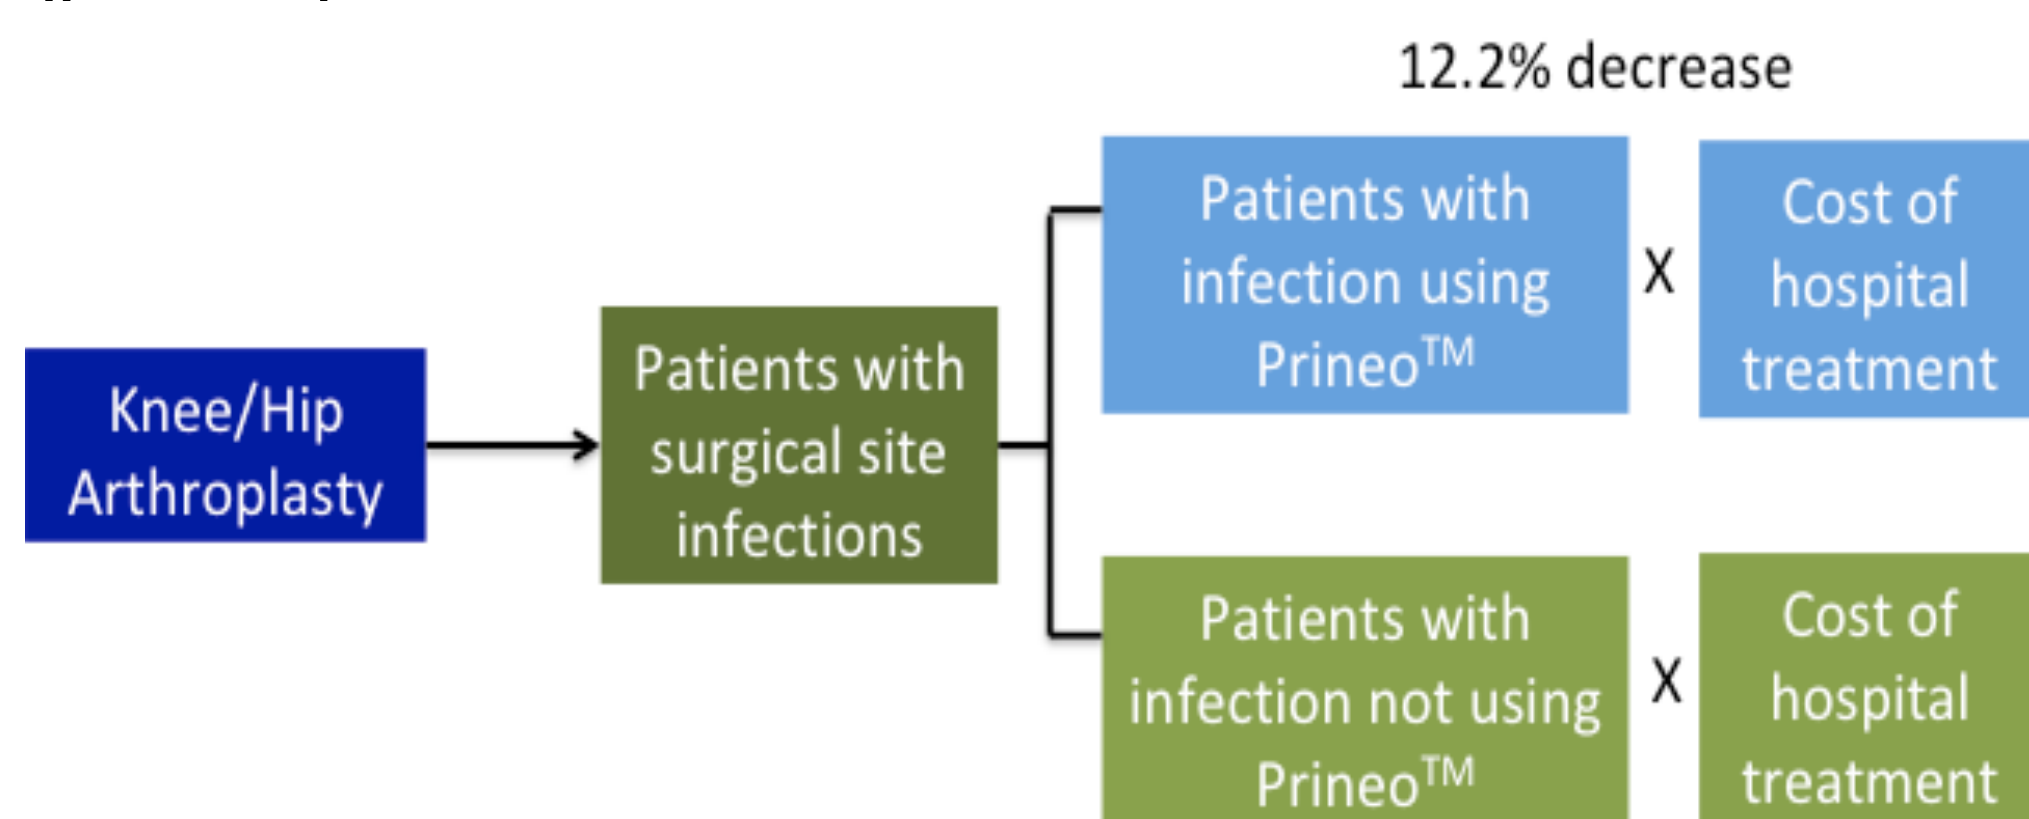 12.2% decrease
Knee/Hip
Arthroplasty
Patients with
surgical site
infections
Patients with
infection using
Prineo™
X
Cost of
hospital
treatment
Patients with
infection not using
Prineo™
X
Cost of
hospital
treatment